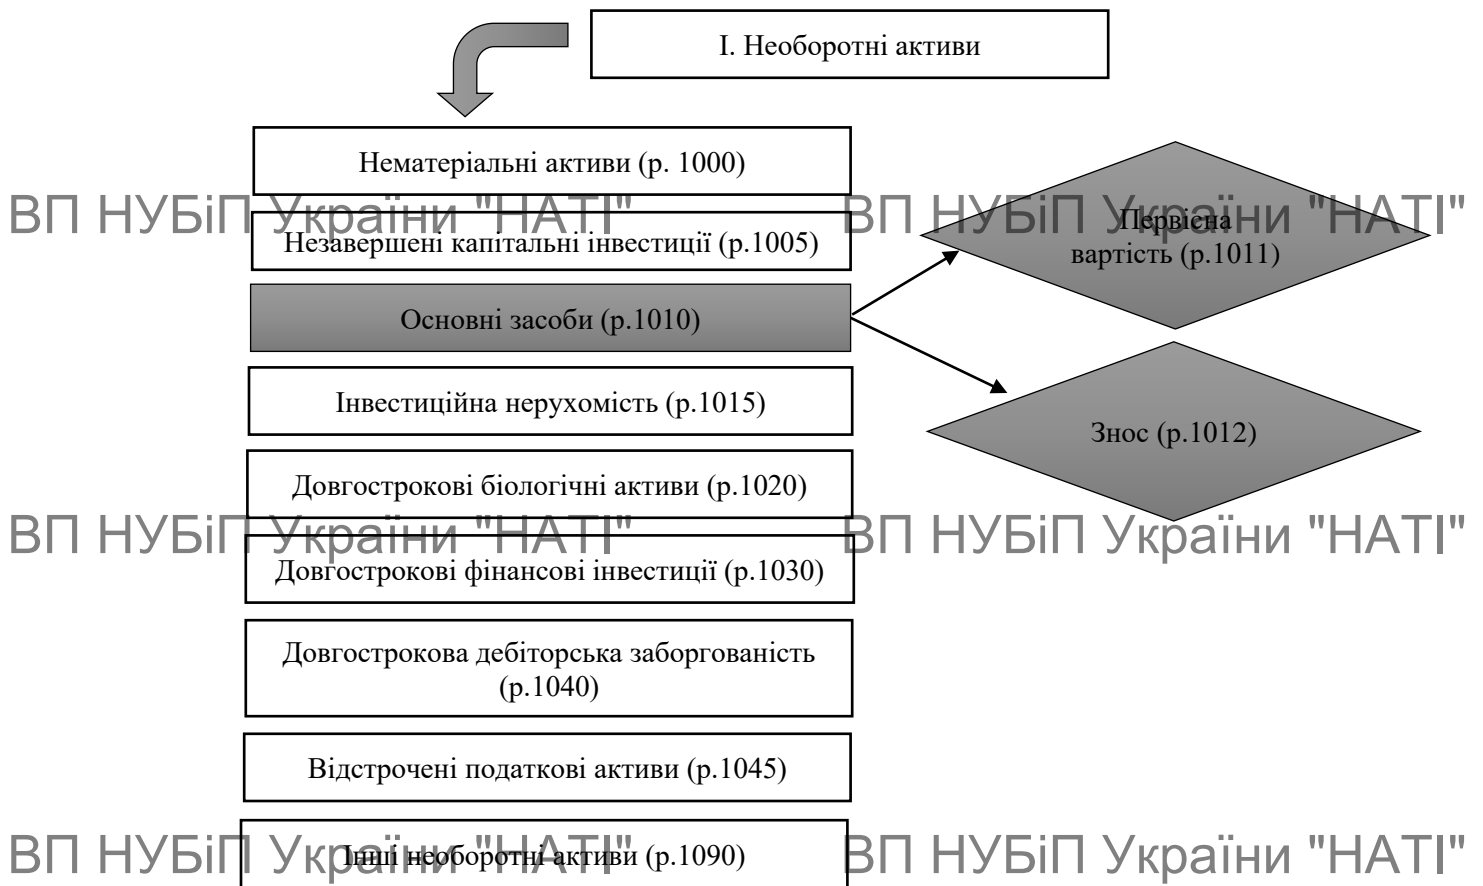 І. Необоротні активи
Нематеріальні активи (р. 1000)
ВП НУБіП України "НАТІ"
ВП НУБіП України "НАТІ"
Незавершені капітальні інвестиції (р.1005)
Первісна
вартість (р.1011)
Основні засоби (р.1010)
Інвестиційна нерухомість (р.1015)
Знос (р.1012)
Довгострокові біологічні активи (р.1020)
ВП НУБіП України "НАТІ"
ВП НУБіП України "НАТІ"
Довгострокові фінансові інвестиції (р.1030)
Довгострокова дебіторська заборгованість
(р.1040)
Відстрочені податкові активи (р.1045)
ВП НУБіП України "НАТІ"
ВП НУБіП України "НАТІ"
Інші необоротні активи (р.1090)